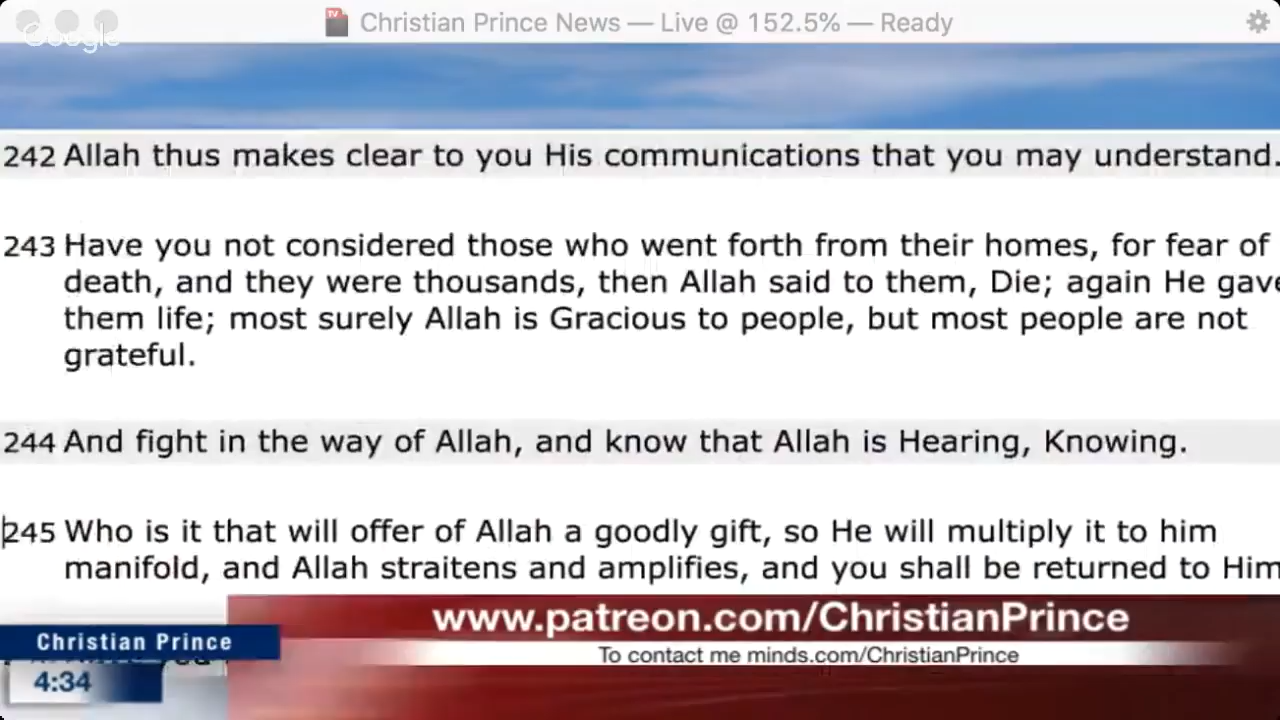 Christian Prince News — Live @ 152.5% — Ready
Google
242 Allah thus makes clear to you His communications that you may understand.
243 Have you not considered those who went forth from their homes, for fear of
death, and they were thousands, then Allah said to them, Die; again He gave
them life; most surely Allah is Gracious to people, but most people are not
grateful.
244 And fight in the way of Allah, and know that Allah is Hearing, Knowing.
245 Who is it that will offer of Allah a goodly gift, so He will multiply it to him
manifold, and Allah straitens and amplifies, and you shall be returned to Him
www.patreon.com/ChristianPrince
Christian Prince
To contact me minds.com/ChristianPrince
4:34